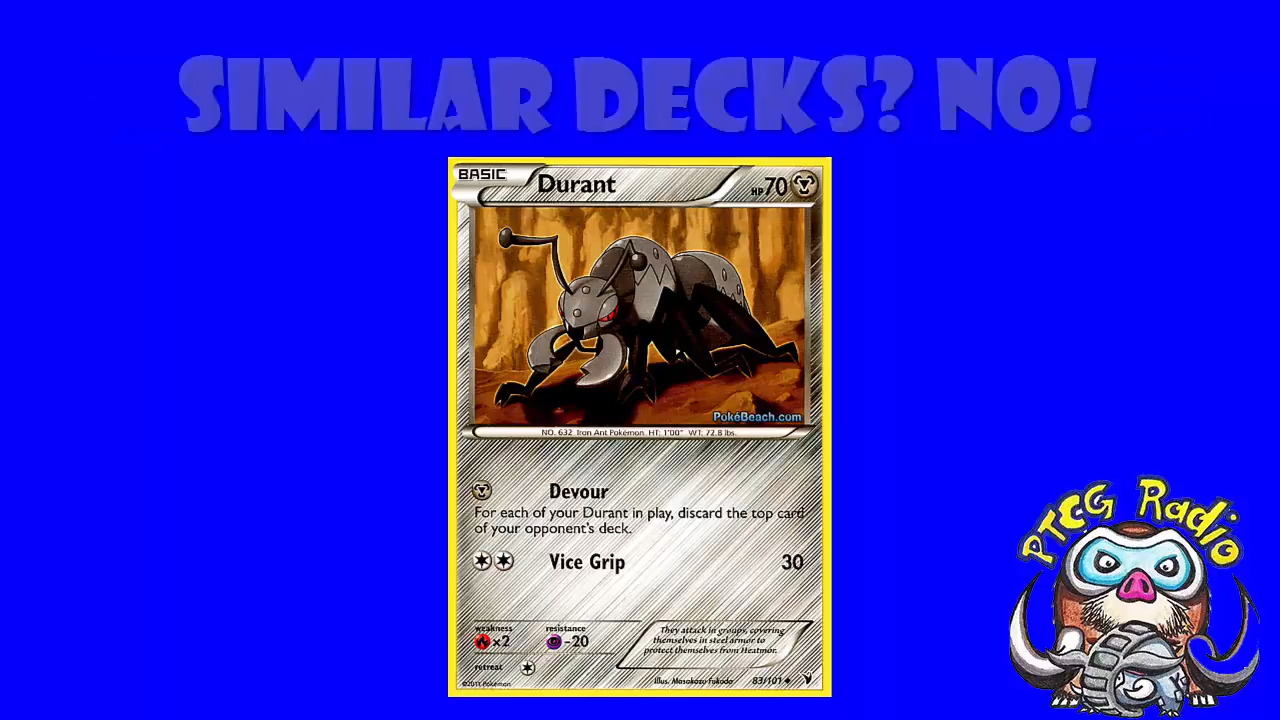 SIMILAR DECKS? NO!
BASIC Durant HP70
PokéBeach.com
NO. 632 Iron Ant Pokémon. HT: 1'00" WT: 72.8 lbs.
Devour
For each of your Durant in play, discard the top card
of your opponent's deck.
Vice Grip 30
weakness resistance
×2 -20
retreat
They attack in groups, covering
themselves in steel armor to
protect themselves from Heatmor.
Illus. Masakazu Fukuda 83/101
©2011 Pokémon
PTCG Radio